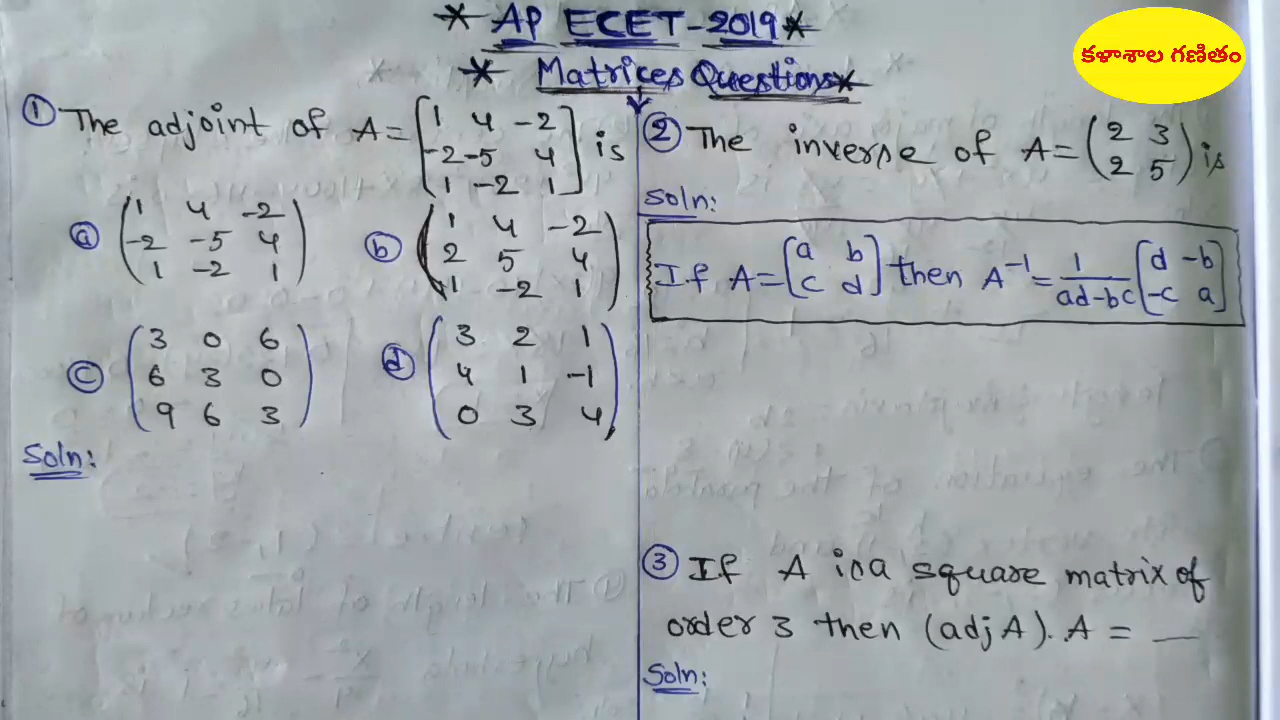 * AP ECET-2019 *
కళాశాల గణితం
* Matrices Questions *
① The adjoint of A = [1 4 -2
-2 -5 4
1 -2 1] is
ⓐ (1 4 -2
-2 -5 4
1 -2 1)
ⓑ (1 4 -2
2 5 4
1 -2 1)
ⓒ (3 0 6
6 3 0
9 6 3)
ⓓ (3 2 1
4 1 -1
0 3 4)
Soln:
② The inverse of A = (2 3
2 5) is
Soln:
If A = [a b
c d] then A⁻¹ = 1/(ad-bc) [d -b
-c a]
③ If A is a square matrix of
order 3 then (adj A). A = __
Soln: